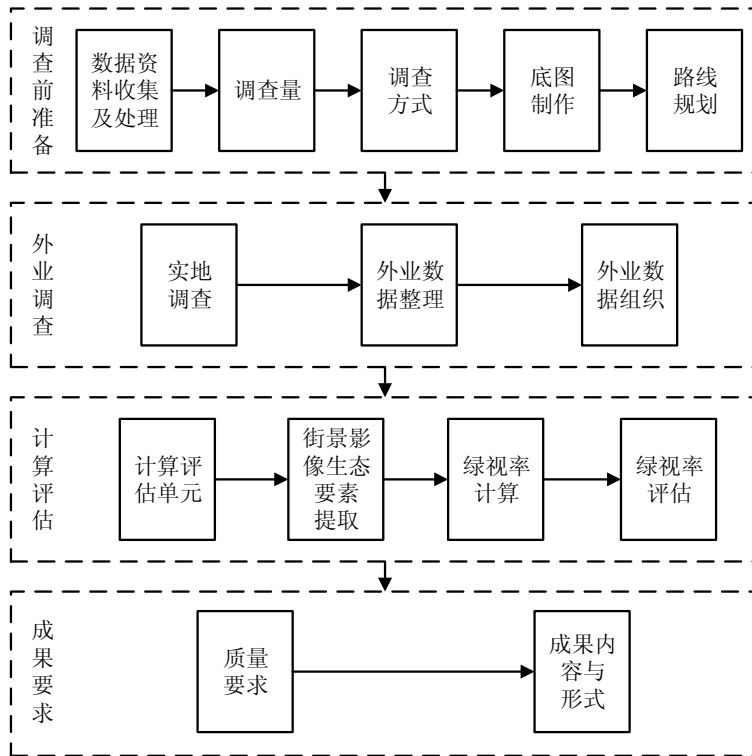 调查前准备
数据资
料收集
及处理
调查量
调查
方式
底图
制作
路线
规划
外业调查
实地
调查
外业数
据整理
外业数
据组织
计算评估
计算评
估单元
街景影
像生态
要素
提取
绿视率
计算
绿视率
评估
成果要求
质量
要求
成果内
容与
形式